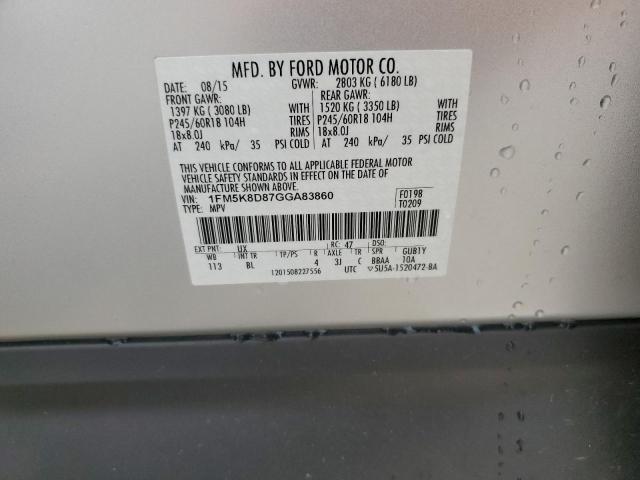 MFD. BY FORD MOTOR CO.
DATE: 08/15 GVWR: 2803 KG ( 6180 LB)
FRONT GAWR: REAR GAWR:
1397 KG ( 3080 LB) WITH 1520 KG ( 3350 LB) WITH
P245/60R18 104H TIRES P245/60R18 104H TIRES
18x8.0J RIMS 18x8.0J RIMS
AT 240 kPa/ 35 PSI COLD AT 240 kPa/ 35 PSI COLD
THIS VEHICLE CONFORMS TO ALL APPLICABLE FEDERAL MOTOR
VEHICLE SAFETY STANDARDS IN EFFECT ON THE DATE OF
MANUFACTURE SHOWN ABOVE.
VIN: 1FM5K8D87GGA83860 F0198
TYPE: MPV T0209
EXT PNT: UX RC: 47 DSO:
WB INT TR TP/PS R AXLE TR SPR GUB1Y
113 BL 4 3J C BBAA 10A
1201508227556 UTC ▽5U5A-1520472-BA